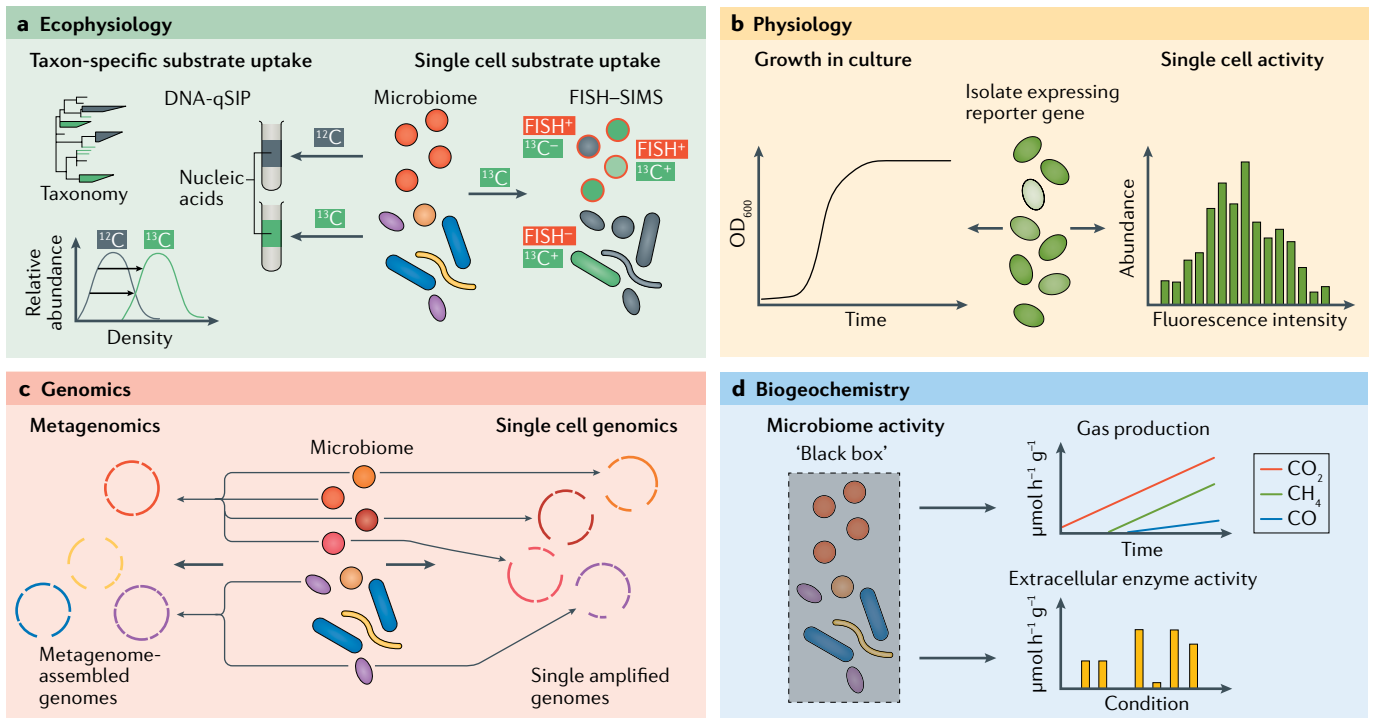 a Ecophysiology
Taxon-specific substrate uptake
Single cell substrate uptake
DNA-qSIP
Microbiome
FISH–SIMS
¹²C
FISH⁺
¹³C⁻
FISH⁺
¹³C⁺
Taxonomy
Nucleic
acids
¹³C
¹³C
FISH⁻
¹³C⁺
¹²C
¹³C
Relative
abundance
Density
b Physiology
Growth in culture
Single cell activity
Isolate expressing
reporter gene
OD₆₀₀
Time
Abundance
Fluorescence intensity
c Genomics
Metagenomics
Single cell genomics
Microbiome
Metagenome-
assembled
genomes
Single amplified
genomes
d Biogeochemistry
Microbiome activity
'Black box'
Gas production
µmol h⁻¹ g⁻¹
Time
CO₂
CH₄
CO
Extracellular enzyme activity
µmol h⁻¹ g⁻¹
Condition